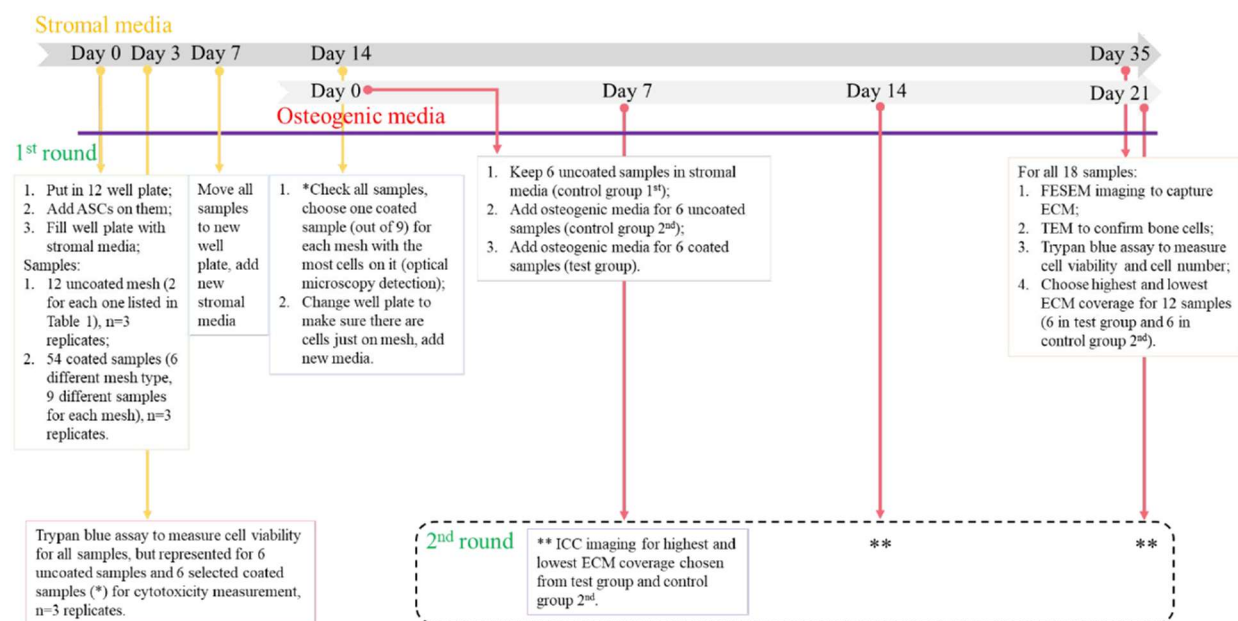 Stromal media
Day 0 Day 3 Day 7 Day 14 Day 35
Day 0 Day 7 Day 14 Day 21
Osteogenic media
1st round
1. Put in 12 well plate;
2. Add ASCs on them;
3. Fill well plate with
stromal media;
Samples:
1. 12 uncoated mesh (2
for each one listed in
Table 1), n=3
replicates;
2. 54 coated samples (6
different mesh type,
9 different samples
for each mesh), n=3
replicates.
Move all
samples
to new
well
plate, add
new
stromal
media
1. *Check all samples,
choose one coated
sample (out of 9) for
each mesh with the
most cells on it (optical
microscopy detection);
2. Change well plate to
make sure there are
cells just on mesh, add
new media.
1. Keep 6 uncoated samples in stromal
media (control group 1st);
2. Add osteogenic media for 6 uncoated
samples (control group 2nd);
3. Add osteogenic media for 6 coated
samples (test group).
For all 18 samples:
1. FESEM imaging to capture
ECM;
2. TEM to confirm bone cells;
3. Trypan blue assay to measure
cell viability and cell number;
4. Choose highest and lowest
ECM coverage for 12 samples
(6 in test group and 6 in
control group 2nd).
Trypan blue assay to measure cell viability
for all samples, but represented for 6
uncoated samples and 6 selected coated
samples (*) for cytotoxicity measurement,
n=3 replicates.
2nd round
** ICC imaging for highest and
lowest ECM coverage chosen
from test group and control
group 2nd.
**
**